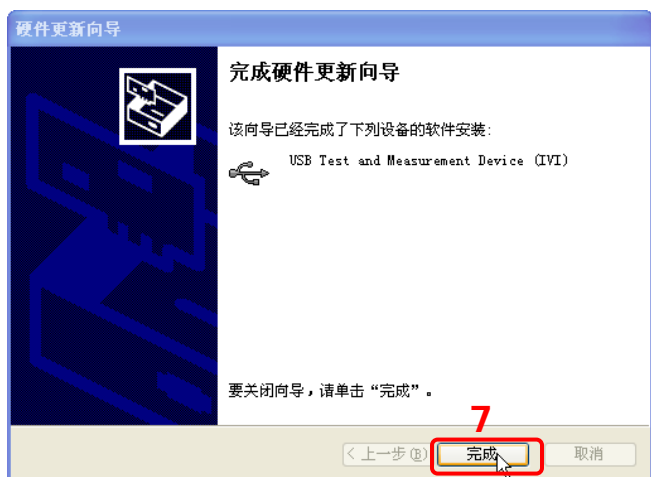 硬件更新向导
完成硬件更新向导
该向导已经完成了下列设备的软件安装:
USB Test and Measurement Device (IVI)
要关闭向导，请单击“完成”。
7
< 上一步(B)
完成
取消